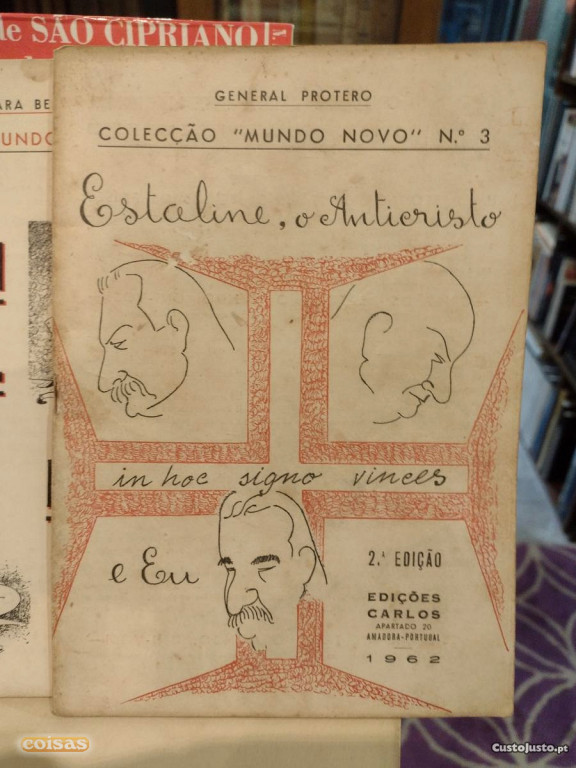 de SÃO CIPRIANO
ARA BE
UNDO
GENERAL PROTERO
COLECÇÃO "MUNDO NOVO" N.º 3
Estaline, o Anticristo
in hoc signo vinces
e Eu
2.ª EDIÇÃO
EDIÇÕES
CARLOS
APARTADO 20
AMADORA-PORTUGAL
1962
coisas
CustoJusto.pt